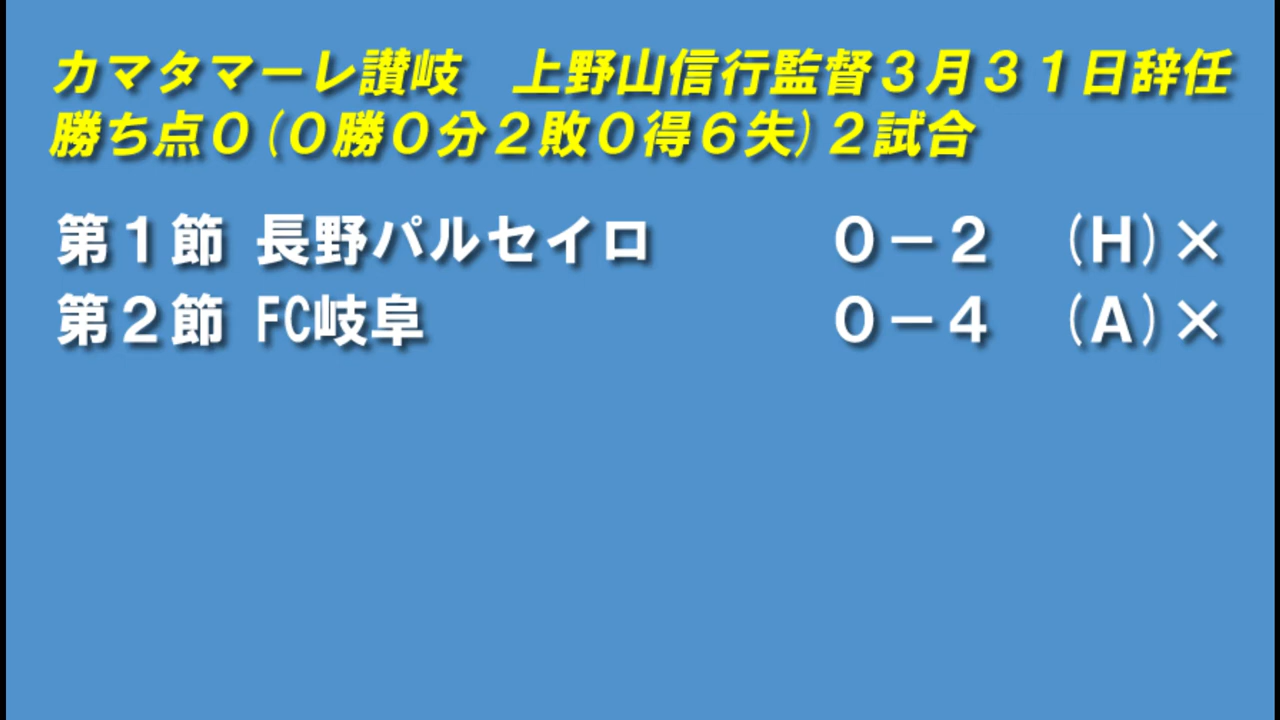 カマタマーレ讃岐　上野山信行監督３月３１日辞任
勝ち点０(０勝０分２敗０得６失)２試合
第１節 長野パルセイロ ０－２ (H)×
第２節 FC岐阜 ０－４ (A)×